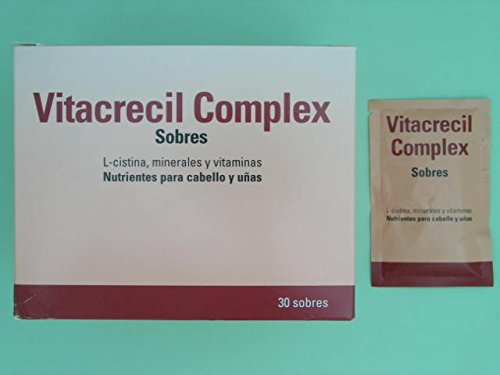 Vitacrecil Complex
Sobres
L-cistina, minerales y vitaminas
Nutrientes para cabello y uñas
30 sobres
Vitacrecil
Complex
Sobres
L-cistina, minerales y vitaminas
Nutrientes para cabello y uñas